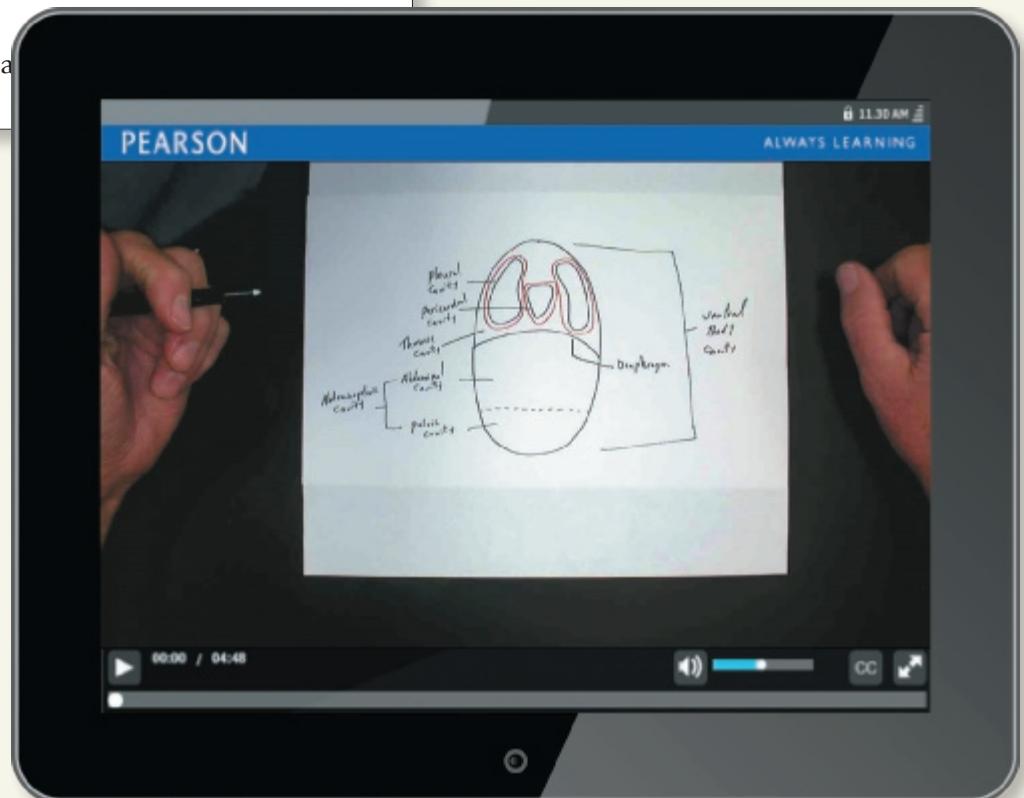 a
11.30 AM
PEARSON
ALWAYS LEARNING
Pleural
Cavity
Pericardial
cavity
Thoracic
cavity
Abdominal
cavity
cavity
Pelvic
cavity
Diaphragm
Ventral
Body
Cavity
00:00 / 04:48
CC